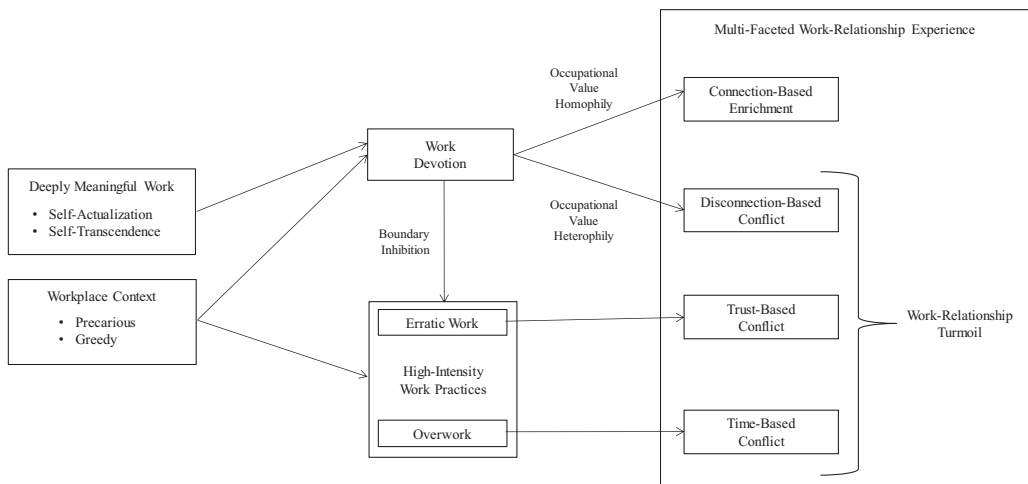 Multi-Faceted Work-Relationship Experience
Occupational
Value
Homophily
Connection-Based
Enrichment
Work
Devotion
Deeply Meaningful Work
• Self-Actualization
• Self-Transcendence
Disconnection-Based
Conflict
Occupational
Value
Heterophily
Boundary
Inhibition
Workplace Context
• Precarious
• Greedy
Erratic Work
High-Intensity
Work Practices
Overwork
Trust-Based
Conflict
Work-Relationship
Turmoil
Time-Based
Conflict